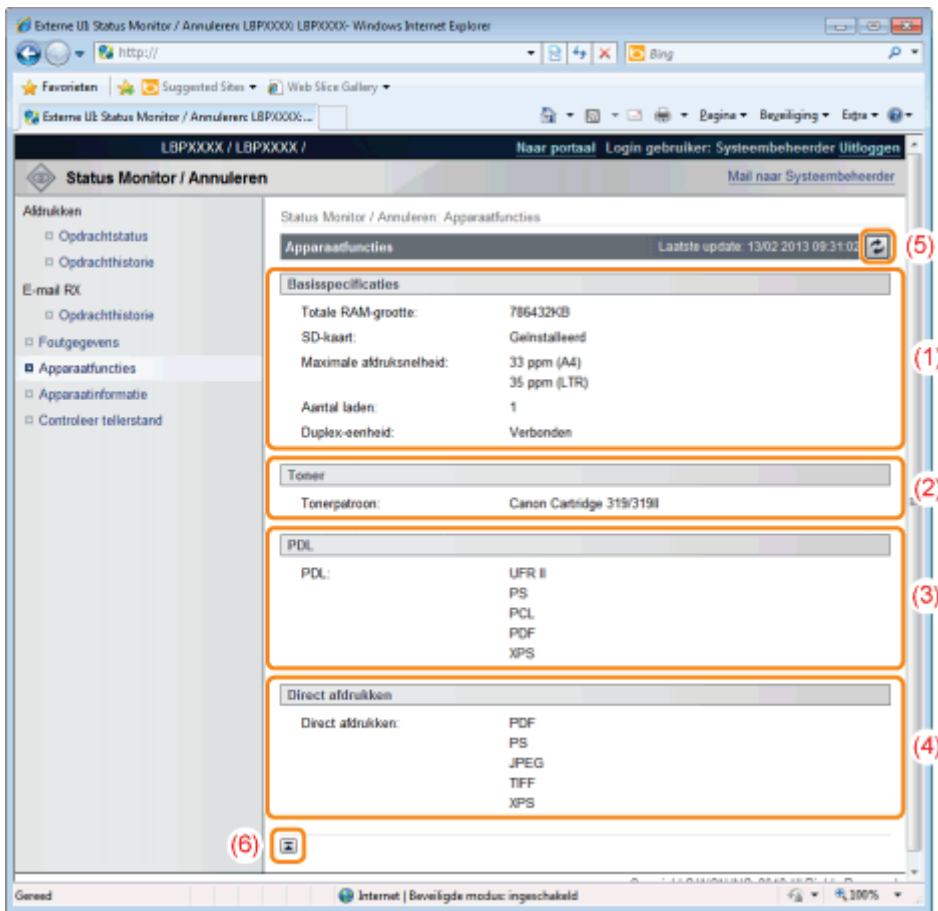 Externe UI: Status Monitor / Annuleren: LBPXXXX: LBPXXXX- Windows Internet Explorer
http://
Bing
Favorieten Suggested Sites Web Slice Gallery
Externe UI: Status Monitor / Annuleren: LBPXXXX:...
Pagina Beveiliging Extra
LBPXXXX / LBPXXXX /
Naar portaal Login gebruiker: Systeembeheerder Uitloggen
Status Monitor / Annuleren
Mail naar Systeembeheerder
Afdrukken
Opdrachtstatus
Opdrachthistorie
E-mail RX
Opdrachthistorie
Foutgegevens
Apparaatfuncties
Apparaatinformatie
Controleer tellerstand
Status Monitor / Annuleren: Apparaatfuncties
Apparaatfuncties Laatste update: 13/02 2013 09:31:02
(5)
Basisspecificaties
Totale RAM-grootte: 786432KB
SD-kaart: Geïnstalleerd
Maximale afdruksnelheid: 33 ppm (A4)
35 ppm (LTR)
(1)
Aantal laden: 1
Duplex-eenheid: Verbonden
Toner
(2)
Tonerpatroon: Canon Cartridge 319/319II
PDL
PDL: UFR II
PS
(3)
PCL
PDF
XPS
Direct afdrukken
Direct afdrukken: PDF
PS
(4)
JPEG
TIFF
XPS
(6)
Gereed
Internet | Beveiligde modus: ingeschakeld
100%